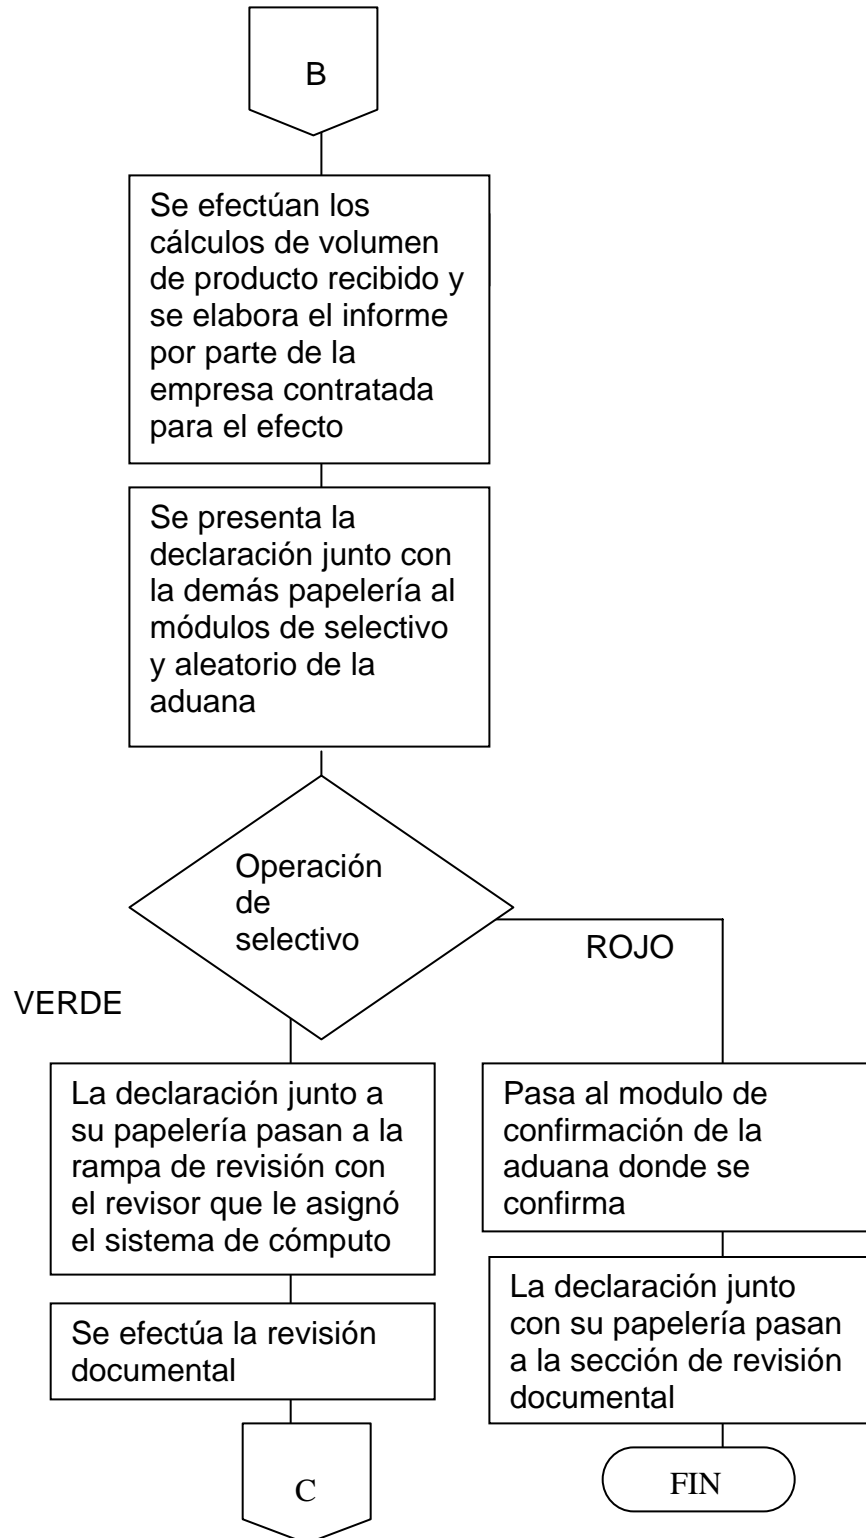 B
Se efectúan los
cálculos de volumen
de producto recibido y
se elabora el informe
por parte de la
empresa contratada
para el efecto
Se presenta la
declaración junto con
la demás papelería al
módulos de selectivo
y aleatorio de la
aduana
Operación
de
selectivo
ROJO
VERDE
La declaración junto a
su papelería pasan a la
rampa de revisión con
el revisor que le asignó
el sistema de cómputo
Se efectúa la revisión
documental
C
Pasa al modulo de
confirmación de la
aduana donde se
confirma
La declaración junto
con su papelería pasan
a la sección de revisión
documental
FIN